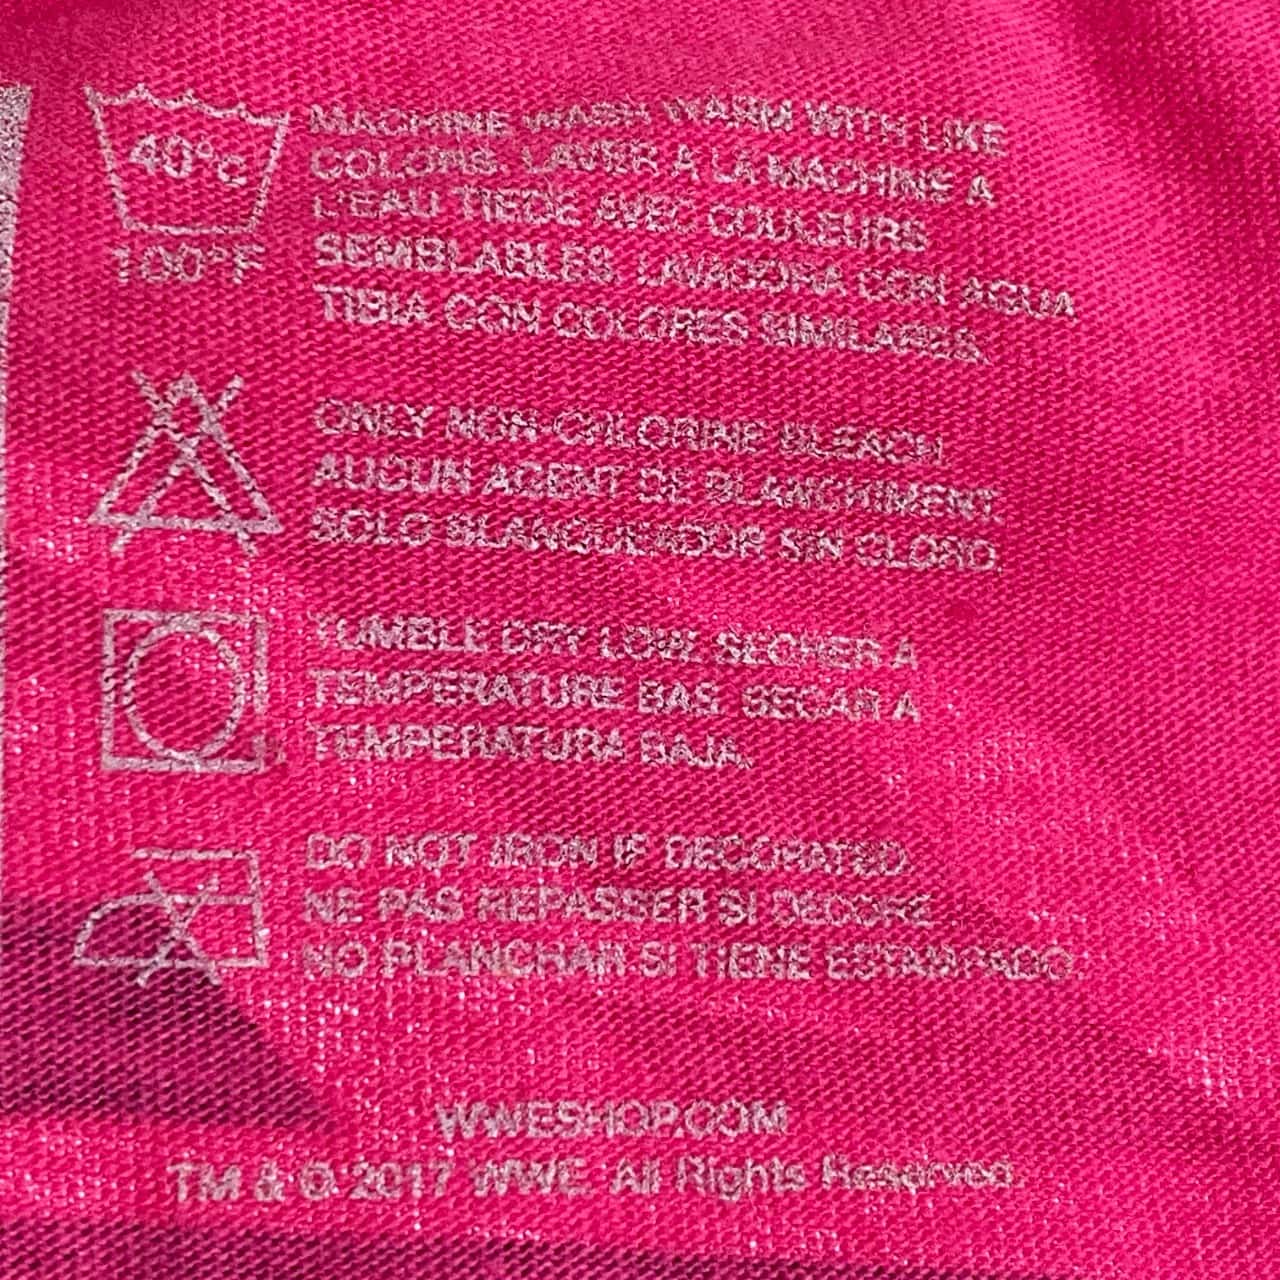 40°C
100°F
MACHINE WASH WARM WITH LIKE
COLORS. LAVER A LA MACHINE A
L'EAU TIEDE AVEC COULEURS
SEMBLABLES. LAVADORA CON AGUA
TIBIA CON COLORES SIMILARES.
ONLY NON-CHLORINE BLEACH.
AUCUN AGENT DE BLANCHIMENT.
SOLO BLANQUEADOR SIN CLORO.
TUMBLE DRY LOW. SECHER A
TEMPERATURE BAS. SECAR A
TEMPERATURA BAJA.
DO NOT IRON IF DECORATED.
NE PAS REPASSER SI DECORE.
NO PLANCHAR SI TIENE ESTAMPADO.
WWESHOP.COM
TM & © 2017 WWE. All Rights Reserved.